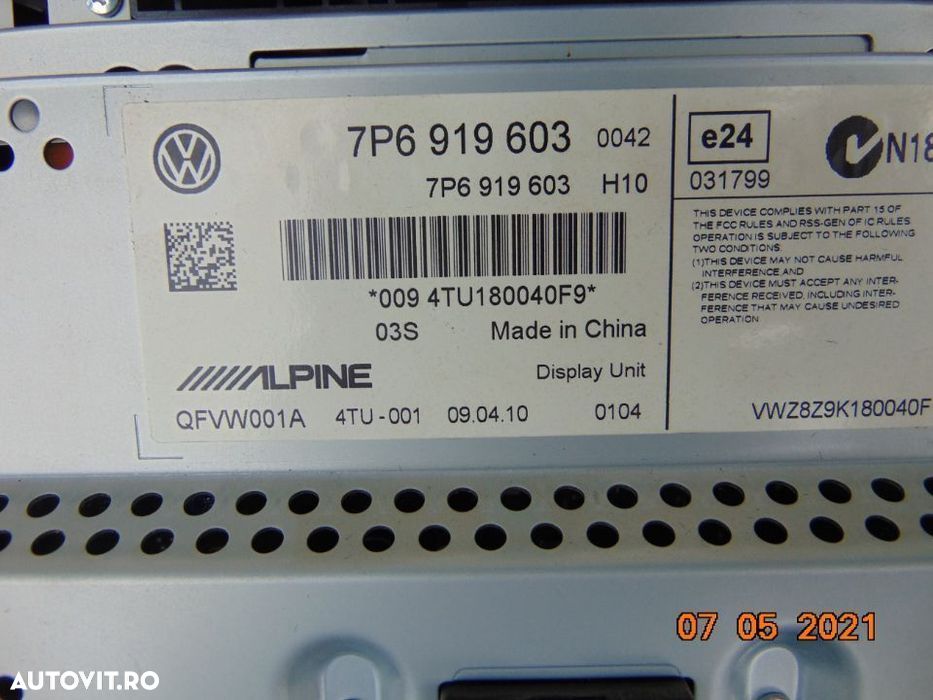 7P6 919 603 0042
7P6 919 603 H10
*009 4TU180040F9*
03S Made in China
ALPINE Display Unit
QFVW001A 4TU-001 09.04.10 0104
e24
N18
031799
THIS DEVICE COMPLIES WITH PART 15 OF
THE FCC RULES AND RSS-GEN OF IC RULES
OPERATION IS SUBJECT TO THE FOLLOWING
TWO CONDITIONS.
(1)THIS DEVICE MAY NOT CAUSE HARMFUL
INTERFERENCE,AND
(2)THIS DEVICE MUST ACCEPT ANY INTER-
FERENCE RECEIVED, INCLUDING INTER-
FERENCE THAT MAY CAUSE UNDESIRED
OPERATION
VWZ8Z9K180040F
07 05 2021
AUTOVIT.RO